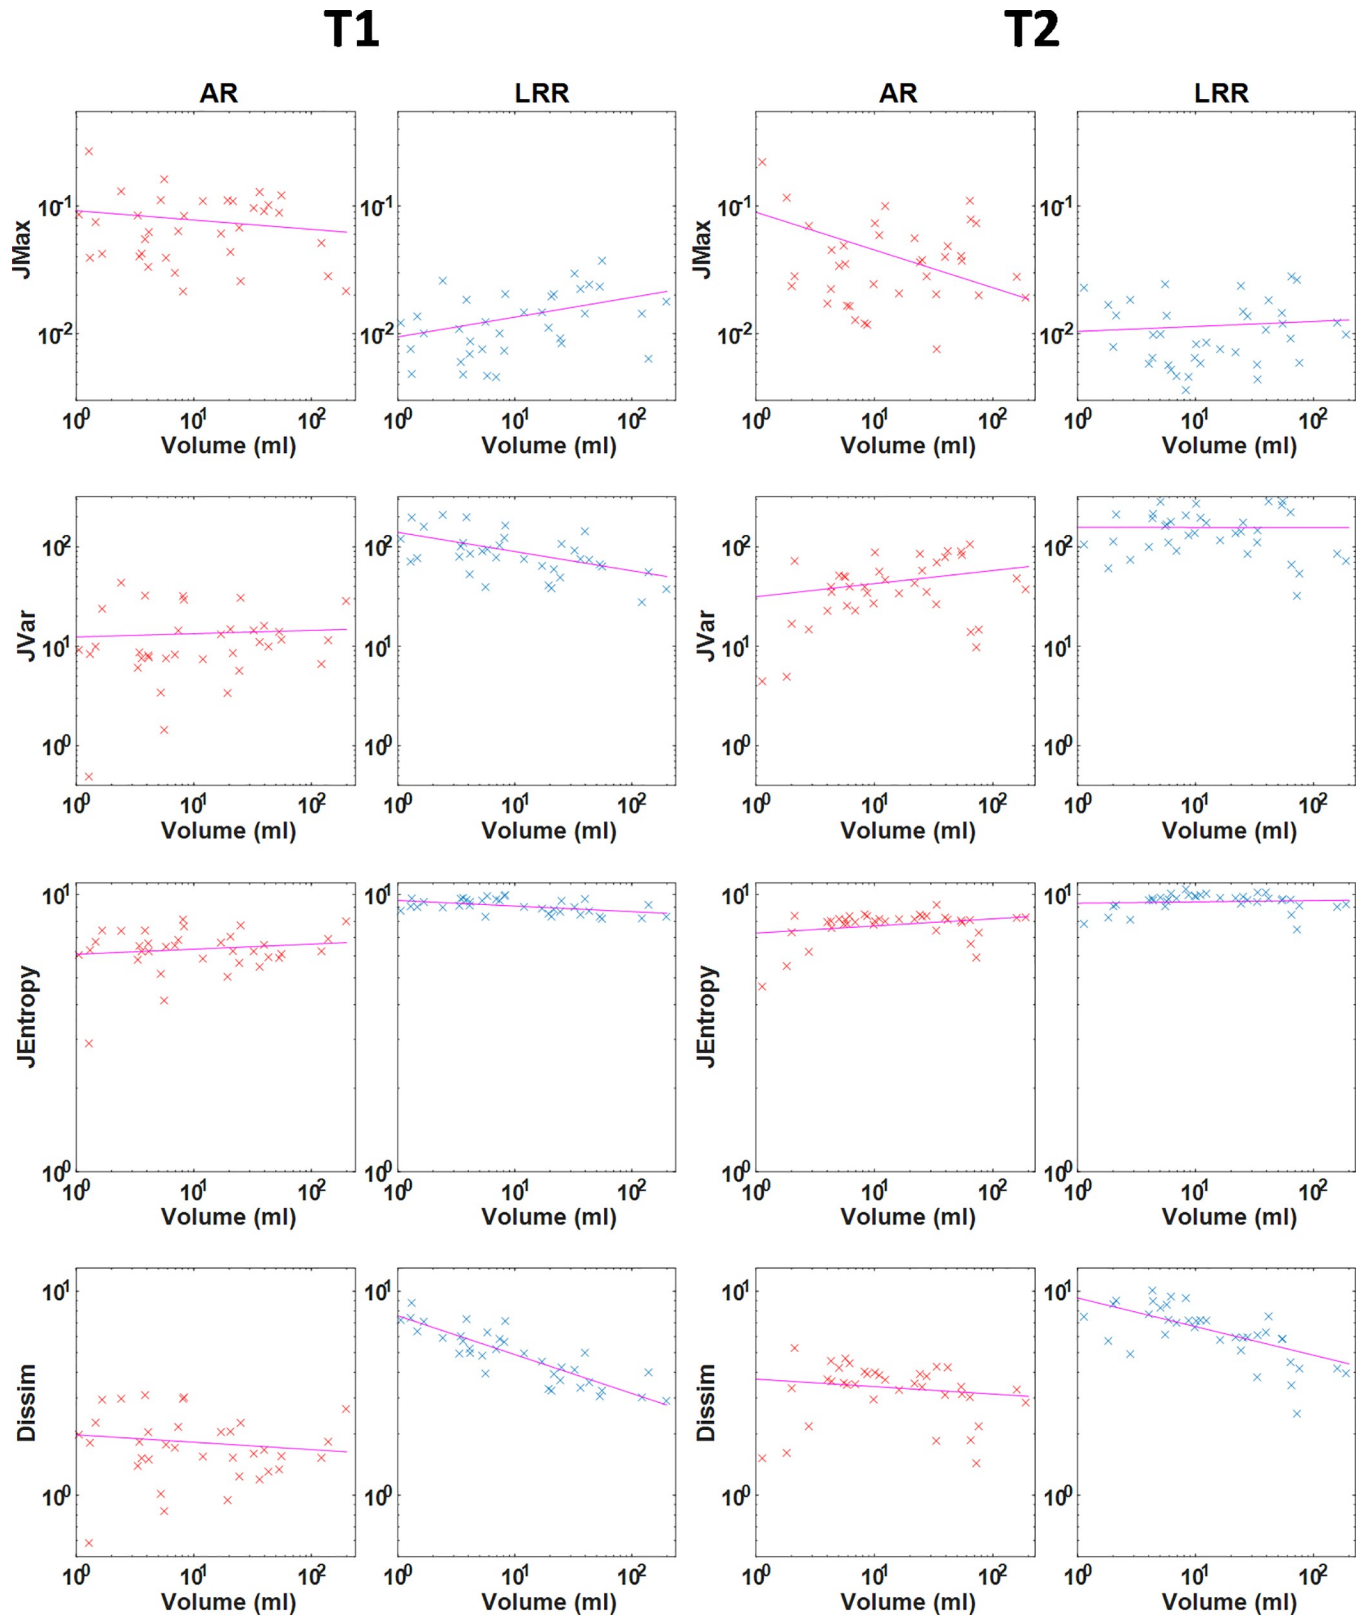 T1 T2
AR LRR AR LRR
JMax JMax
10⁻¹ 10⁻¹ 10⁻¹ 10⁻¹
10⁻² 10⁻² 10⁻² 10⁻²
10⁰ 10¹ 10² 10⁰ 10¹ 10² 10⁰ 10¹ 10² 10⁰ 10¹ 10²
Volume (ml) Volume (ml) Volume (ml) Volume (ml)
JVar JVar
10² 10² 10² 10²
10¹ 10¹ 10¹ 10¹
10⁰ 10⁰ 10⁰ 10⁰
10⁰ 10¹ 10² 10⁰ 10¹ 10² 10⁰ 10¹ 10² 10⁰ 10¹ 10²
Volume (ml) Volume (ml) Volume (ml) Volume (ml)
JEntropy JEntropy
10¹ 10¹ 10¹ 10¹
10⁰ 10⁰ 10⁰ 10⁰
10⁰ 10¹ 10² 10⁰ 10¹ 10² 10⁰ 10¹ 10² 10⁰ 10¹ 10²
Volume (ml) Volume (ml) Volume (ml) Volume (ml)
Dissim Dissim
10¹ 10¹ 10¹ 10¹
10⁰ 10⁰ 10⁰ 10⁰
10⁰ 10¹ 10² 10⁰ 10¹ 10² 10⁰ 10¹ 10² 10⁰ 10¹ 10²
Volume (ml) Volume (ml) Volume (ml) Volume (ml)